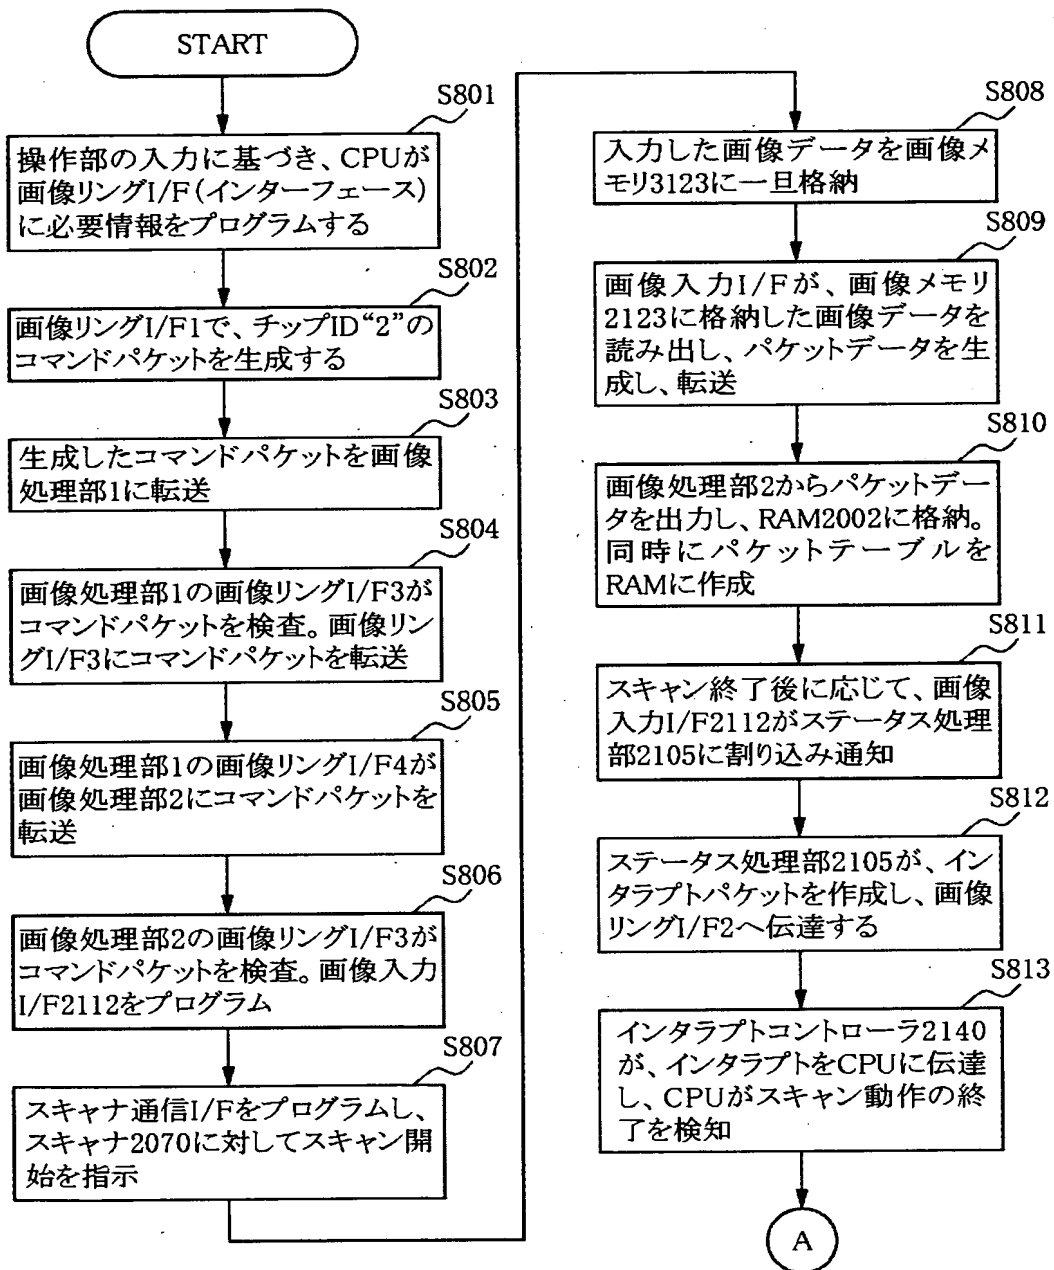 START
S801
操作部の入力に基づき、CPUが
画像リングI/F(インターフェース)
に必要情報をプログラムする
S802
画像リングI/F1で、チップID“2”の
コマンドパケットを生成する
S803
生成したコマンドパケットを画像
処理部1に転送
S804
画像処理部1の画像リングI/F3が
コマンドパケットを検査。画像リン
グI/F3にコマンドパケットを転送
S805
画像処理部1の画像リングI/F4が
画像処理部2にコマンドパケットを
転送
S806
画像処理部2の画像リングI/F3が
コマンドパケットを検査。画像入力
I/F2112をプログラム
S807
スキャナ通信I/Fをプログラムし、
スキャナ2070に対してスキャン開
始を指示
S808
入力した画像データを画像メ
モリ3123に一旦格納
S809
画像入力I/Fが、画像メモリ
2123に格納した画像データを
読み出し、パケットデータを生
成し、転送
S810
画像処理部2からパケットデー
タを出力し、RAM2002に格納。
同時にパケットテーブルを
RAMに作成
S811
スキャン終了後に応じて、画像
入力I/F2112がステータス処理
部2105に割り込み通知
S812
ステータス処理部2105が、イン
タラプトパケットを作成し、画像
リングI/F2へ伝達する
S813
インタラプトコントローラ2140
が、インタラプトをCPUに伝達
し、CPUがスキャン動作の終
了を検知
A